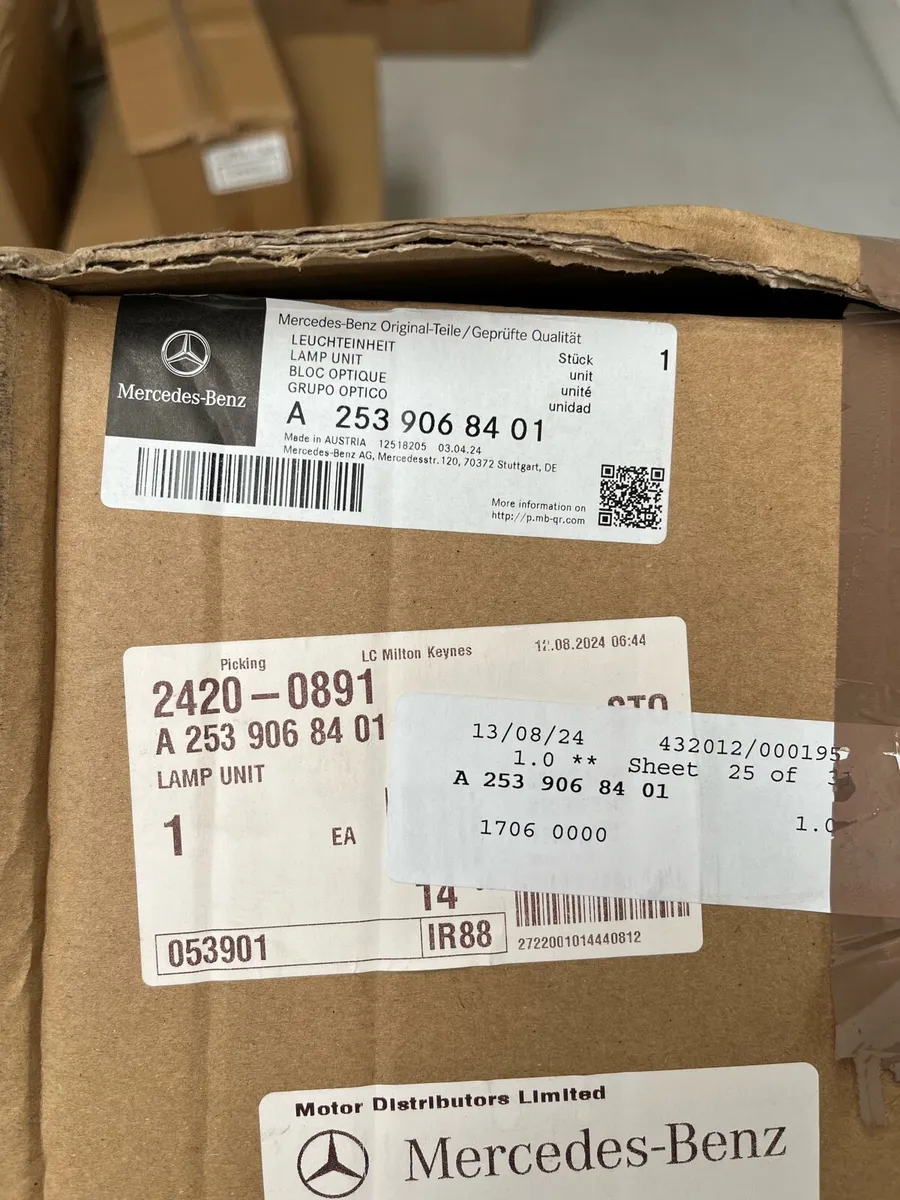 Mercedes-Benz
Mercedes-Benz Original-Teile/Geprüfte Qualität
LEUCHTEINHEIT
LAMP UNIT
BLOC OPTIQUE
GRUPO OPTICO
Stück 1
unit
unité
unidad
A 253 906 84 01
Made in AUSTRIA 12518205 03.04.24
Mercedes-Benz AG, Mercedesstr. 120, 70372 Stuttgart, DE
More information on
http://p.mb-qr.com
Picking LC Milton Keynes .08.2024 06:44
2420-0891
A 253 906 84 01
LAMP UNIT
1 EA
14
053901 IR88
2722001014440812
13/08/24 432012/000195
1.0 ** Sheet 25 of
A 253 906 84 01
1706 0000 1.0
Motor Distributors Limited
Mercedes-Benz